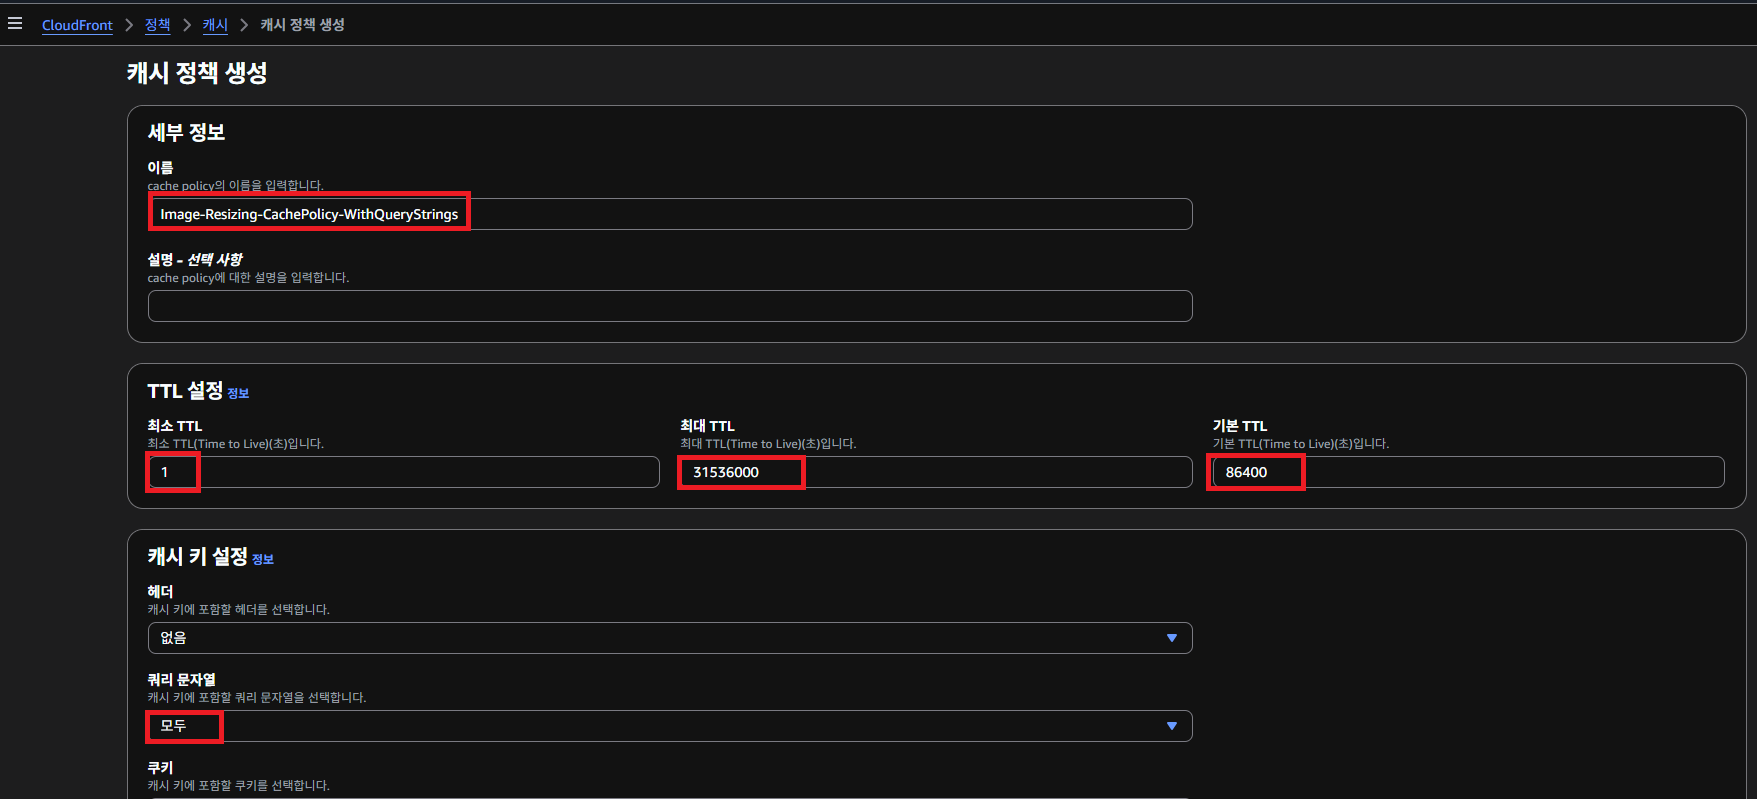 CloudFront > 정책 > 캐시 > 캐시 정책 생성
캐시 정책 생성
세부 정보
이름
cache policy의 이름을 입력합니다.
Image-Resizing-CachePolicy-WithQueryStrings
설명 - 선택 사항
cache policy에 대한 설명을 입력합니다.
TTL 설정 정보
최소 TTL
최소 TTL(Time to Live)(초)입니다.
1
최대 TTL
최대 TTL(Time to Live)(초)입니다.
31536000
기본 TTL
기본 TTL(Time to Live)(초)입니다.
86400
캐시 키 설정 정보
헤더
캐시 키에 포함할 헤더를 선택합니다.
없음
쿼리 문자열
캐시 키에 포함할 쿼리 문자열을 선택합니다.
모두
쿠키
캐시 키에 포함할 쿠키를 선택합니다.